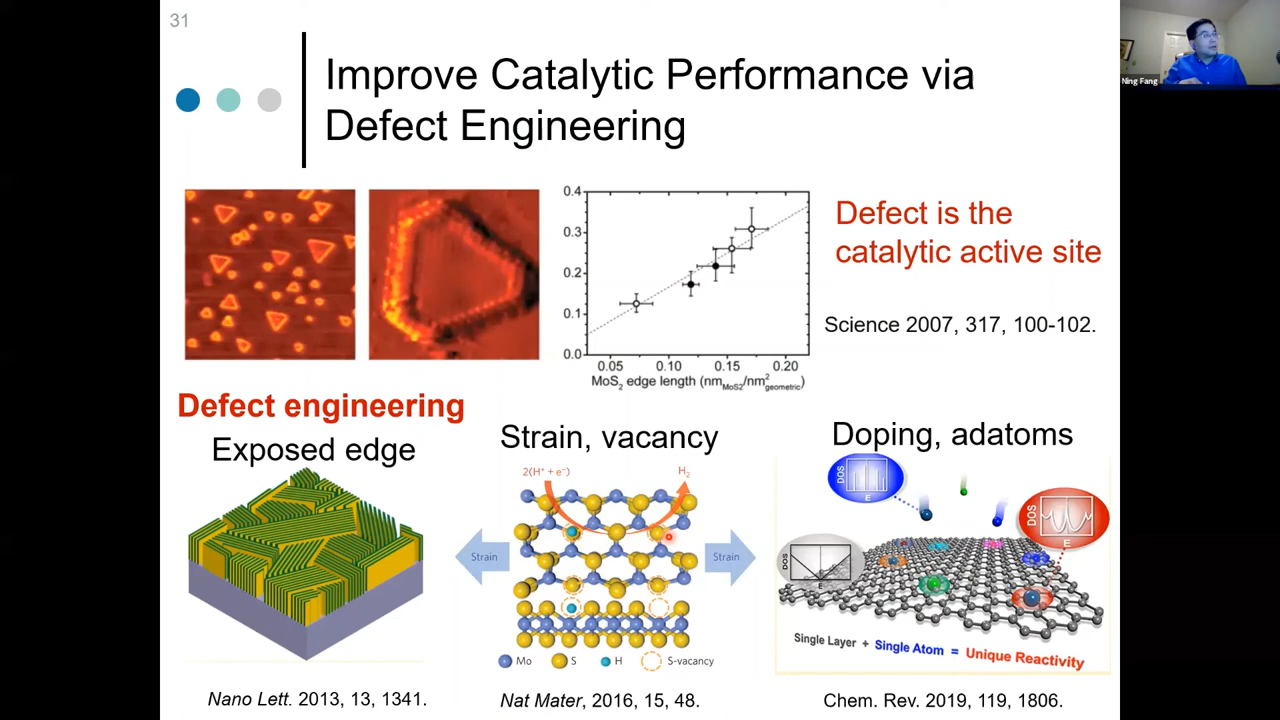 31
Improve Catalytic Performance via
Defect Engineering
Ning Fang
0.4
0.3
0.2
0.1
0.0
0.05 0.10 0.15 0.20
MoS2 edge length (nmMoS2/nm2geometric)
Defect is the
catalytic active site
Science 2007, 317, 100-102.
Defect engineering
Exposed edge
Nano Lett. 2013, 13, 1341.
Strain, vacancy
2(H+ + e-)
H2
Strain
Strain
Mo S H S-vacancy
Nat Mater, 2016, 15, 48.
Doping, adatoms
DOS
E
DOS
E
DOS
E
Single Layer + Single Atom = Unique Reactivity
Chem. Rev. 2019, 119, 1806.